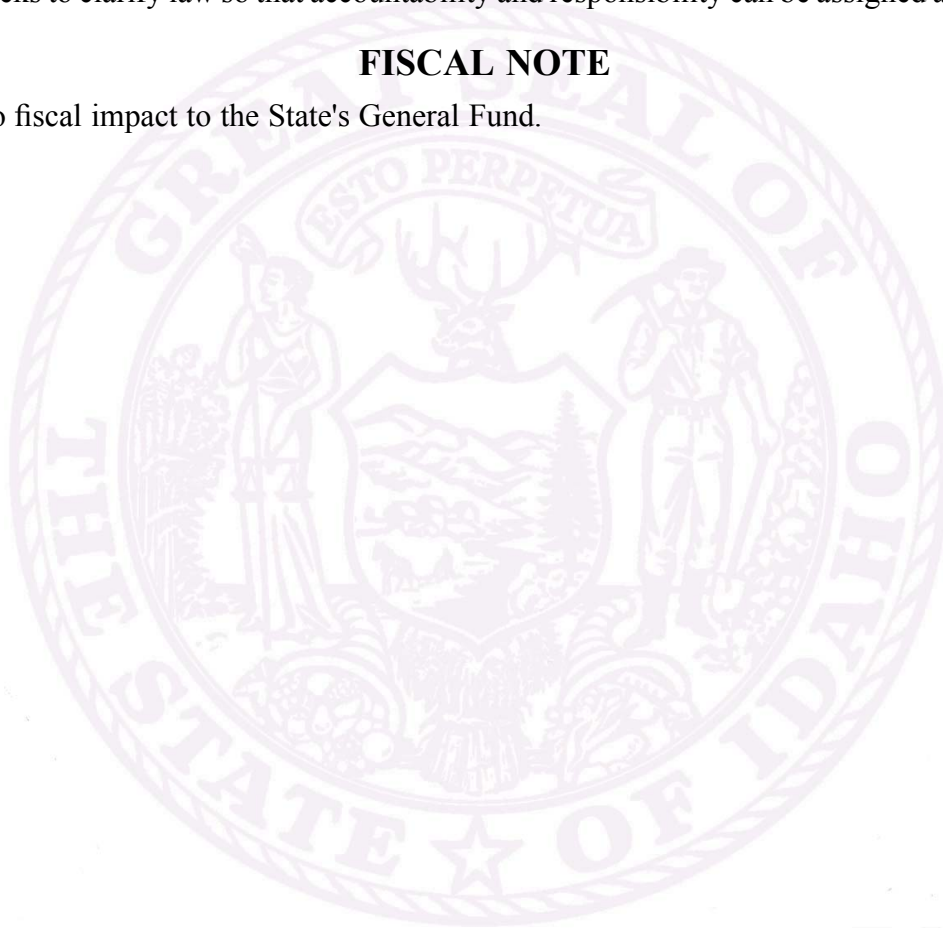 to clarify law so that accountability and responsibility can be assigned
FISCAL NOTE
fiscal impact to the State's General Fund.
GREAT SEAL OF
ESTO PERPETUA
THE STATE OF IDAHO